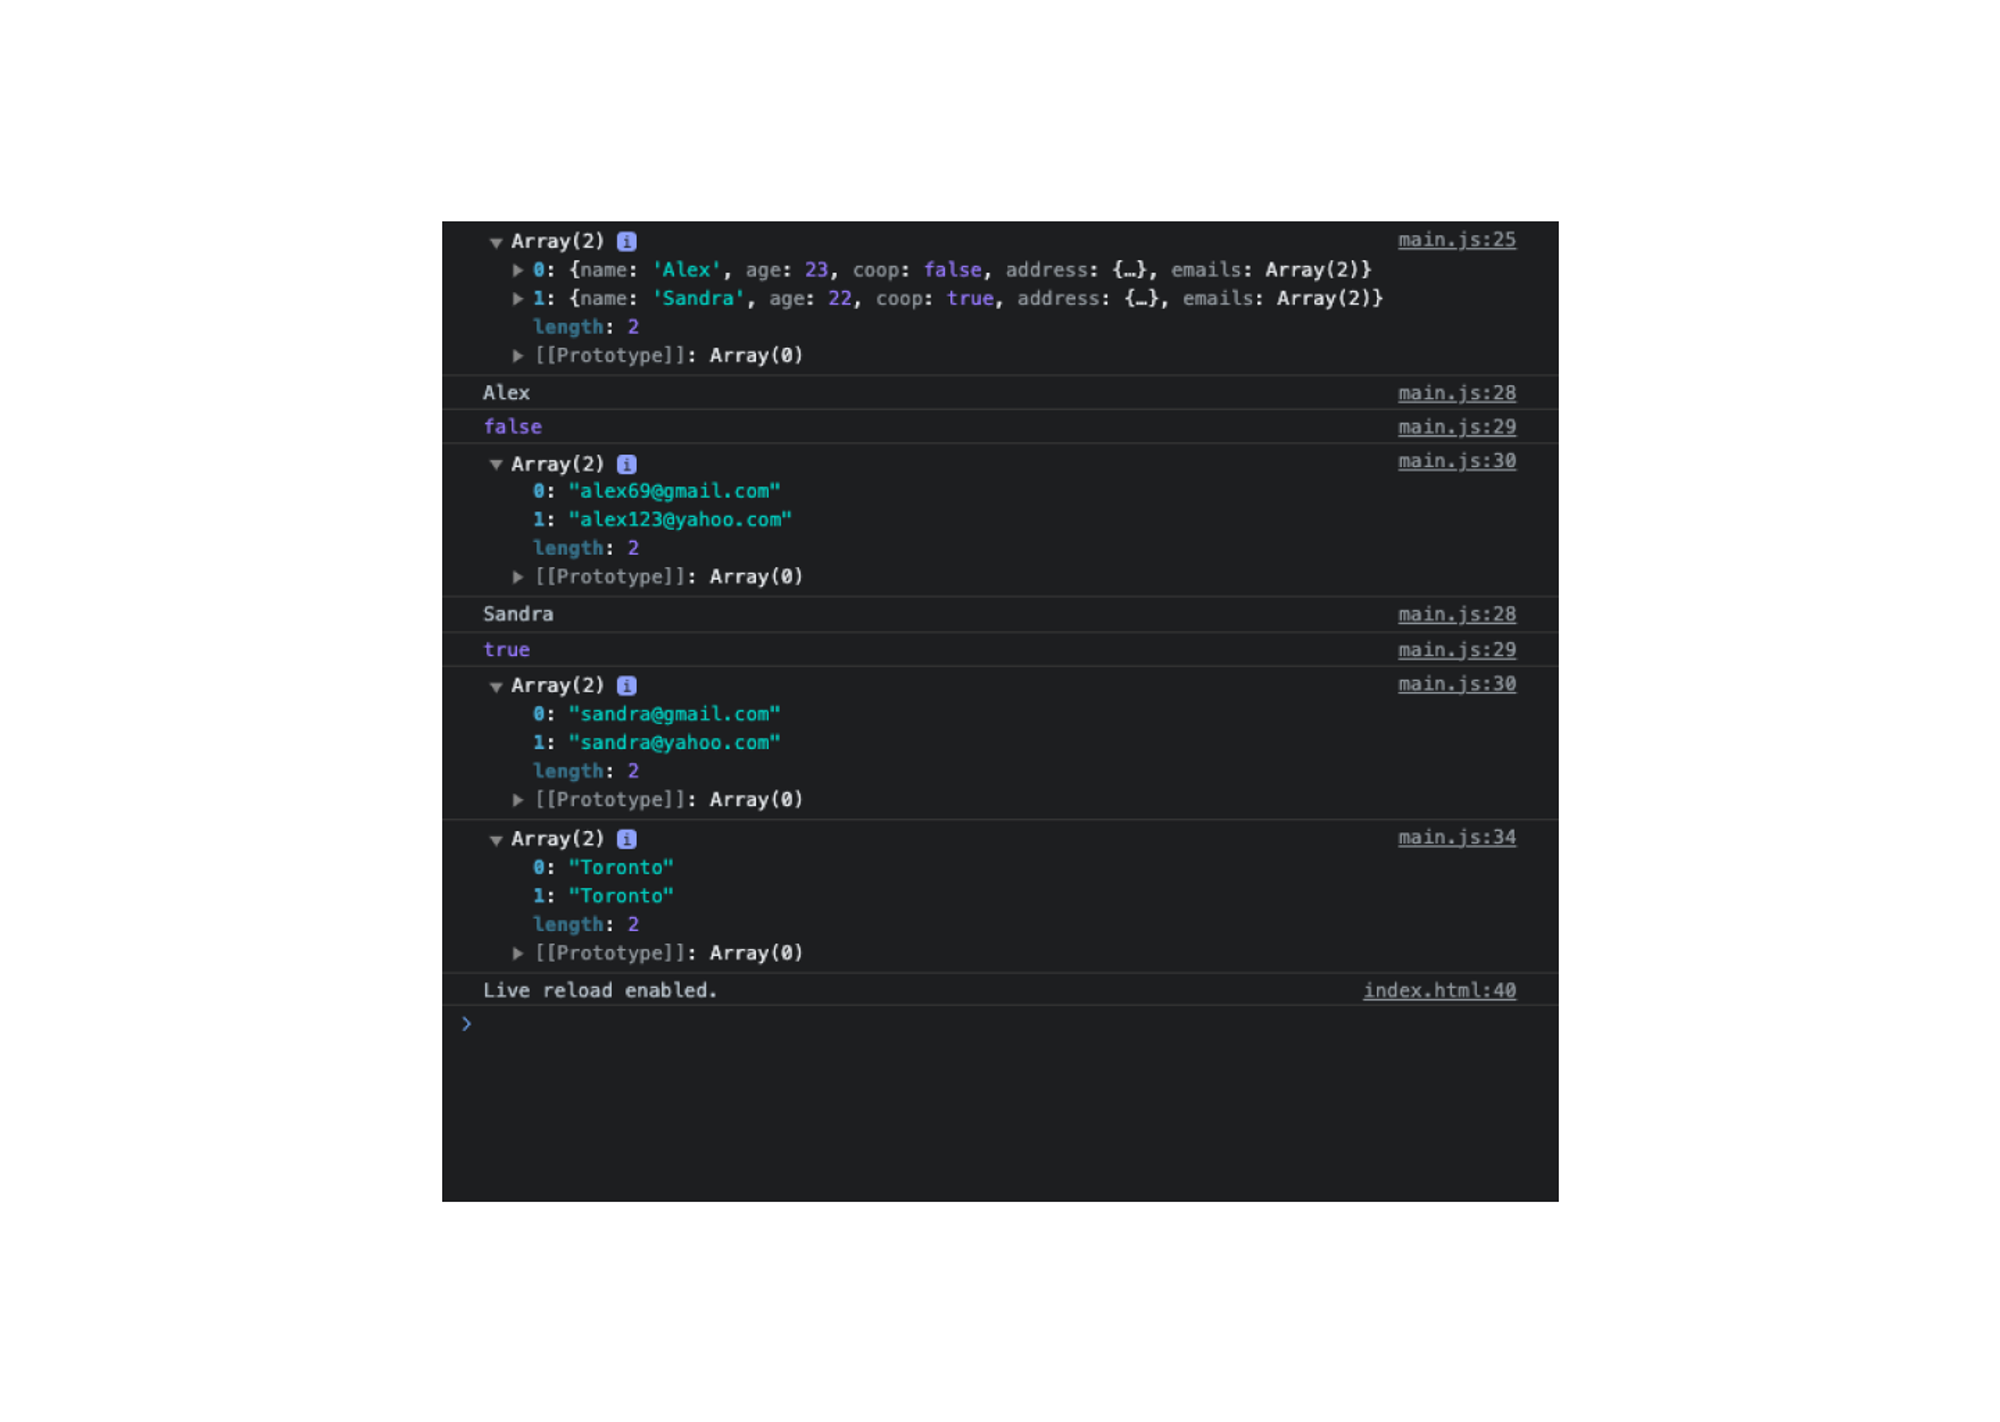 ▼ Array(2) i main.js:25
▶ 0: {name: 'Alex', age: 23, coop: false, address: {…}, emails: Array(2)}
▶ 1: {name: 'Sandra', age: 22, coop: true, address: {…}, emails: Array(2)}
length: 2
▶ [[Prototype]]: Array(0)
Alex main.js:28
false main.js:29
▼ Array(2) i main.js:30
0: "alex69@gmail.com"
1: "alex123@yahoo.com"
length: 2
▶ [[Prototype]]: Array(0)
Sandra main.js:28
true main.js:29
▼ Array(2) i main.js:30
0: "sandra@gmail.com"
1: "sandra@yahoo.com"
length: 2
▶ [[Prototype]]: Array(0)
▼ Array(2) i main.js:34
0: "Toronto"
1: "Toronto"
length: 2
▶ [[Prototype]]: Array(0)
Live reload enabled. index.html:40
>